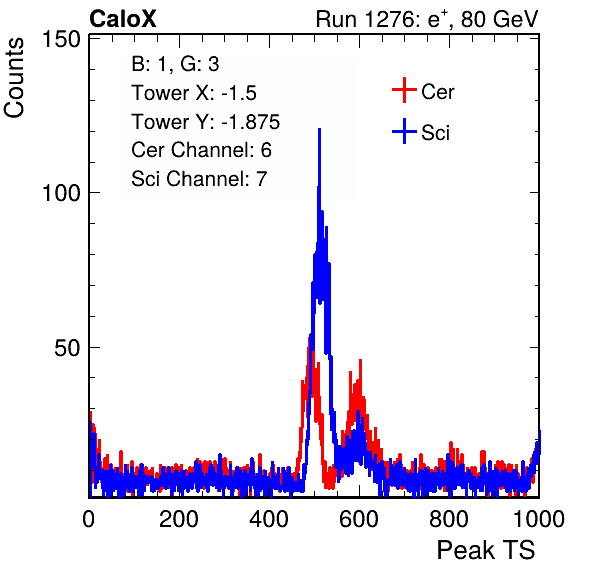 CaloX Run 1276: e⁺, 80 GeV
Counts
150
100
50
B: 1, G: 3
Tower X: -1.5
Tower Y: -1.875
Cer Channel: 6
Sci Channel: 7
Cer
Sci
0 200 400 600 800 1000
Peak TS